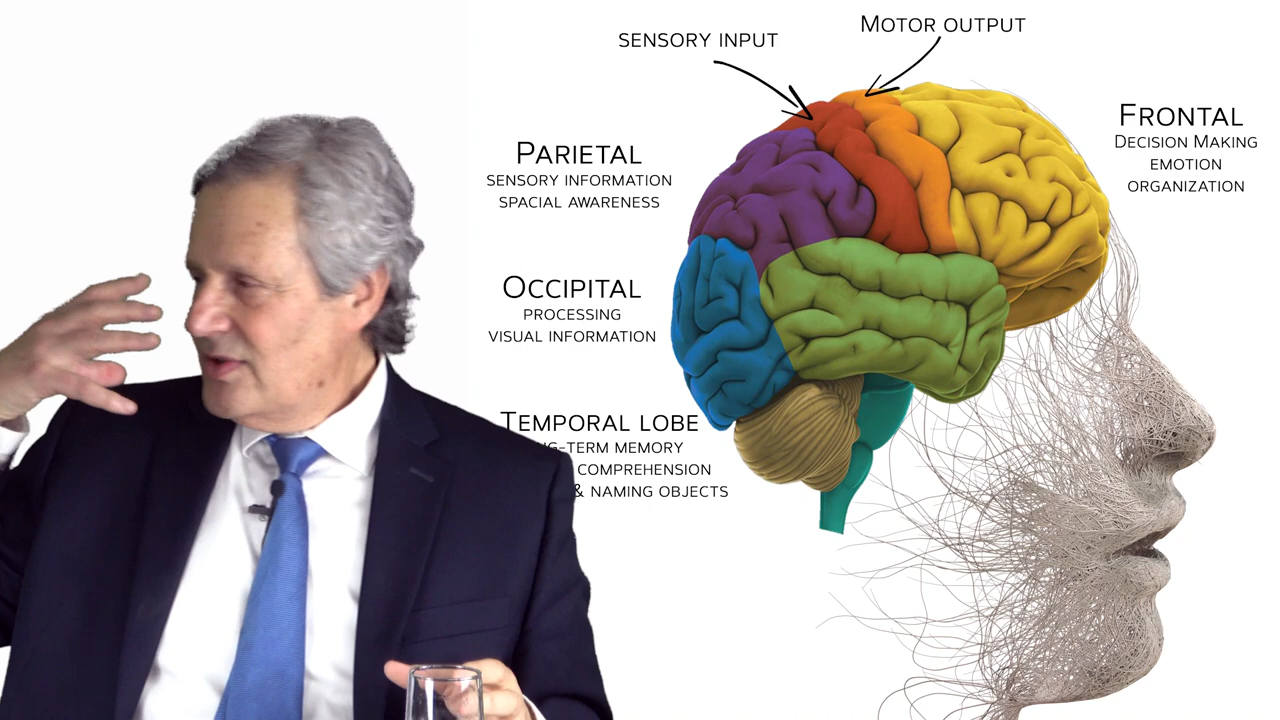 SENSORY INPUT
MOTOR OUTPUT
FRONTAL
DECISION MAKING
EMOTION
ORGANIZATION
PARIETAL
SENSORY INFORMATION
SPACIAL AWARENESS
OCCIPITAL
PROCESSING
VISUAL INFORMATION
TEMPORAL LOBE
-TERM MEMORY
COMPREHENSION
& NAMING OBJECTS